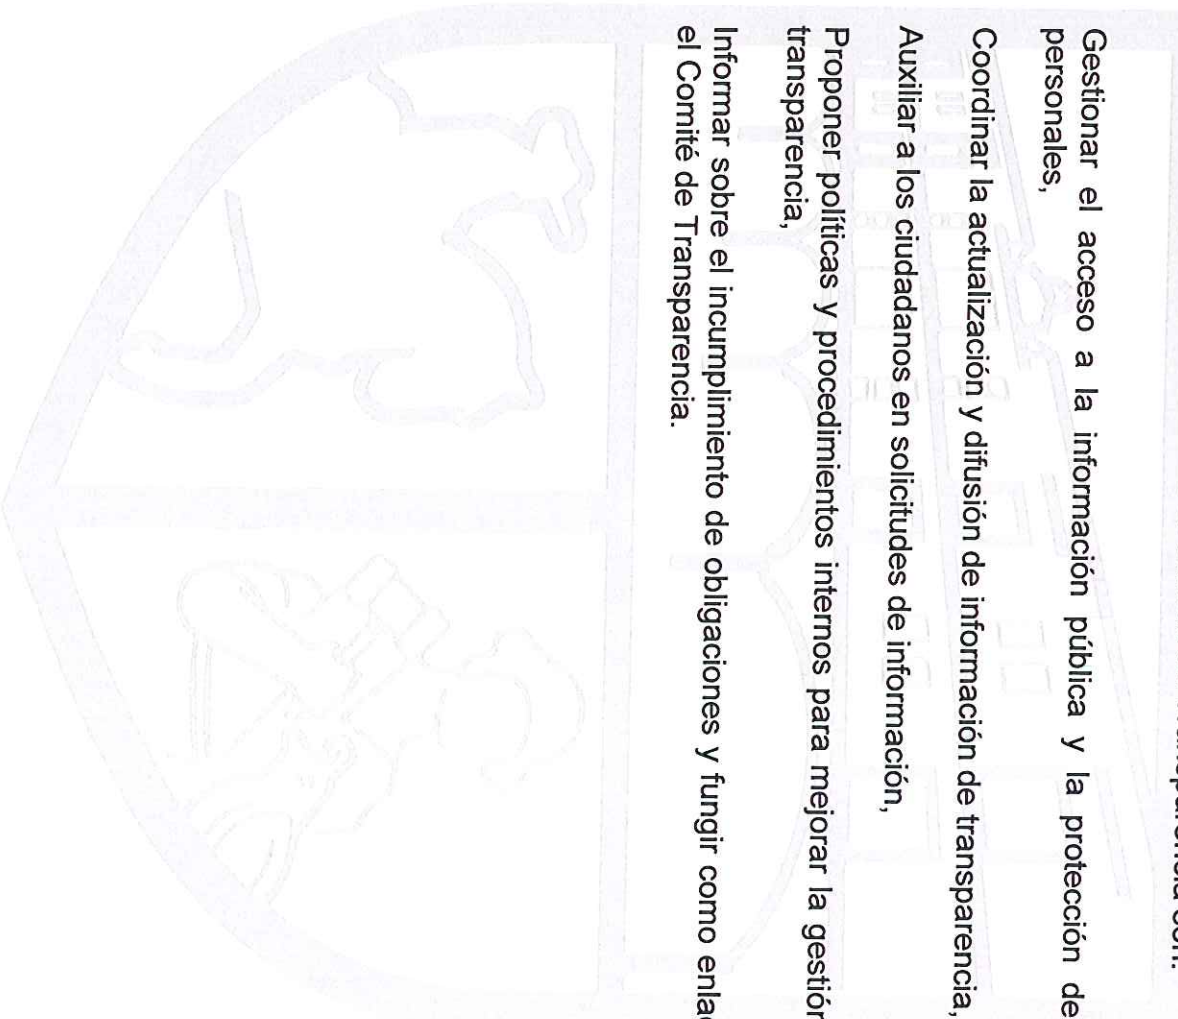 Transparencia son:
Gestionar el acceso a la información pública y la protección de
personales,
Coordinar la actualización y difusión de información de transparencia,
Auxiliar a los ciudadanos en solicitudes de información,
Proponer políticas y procedimientos internos para mejorar la gestión
transparencia,
Informar sobre el incumplimiento de obligaciones y fungir como
el Comité de Transparencia.